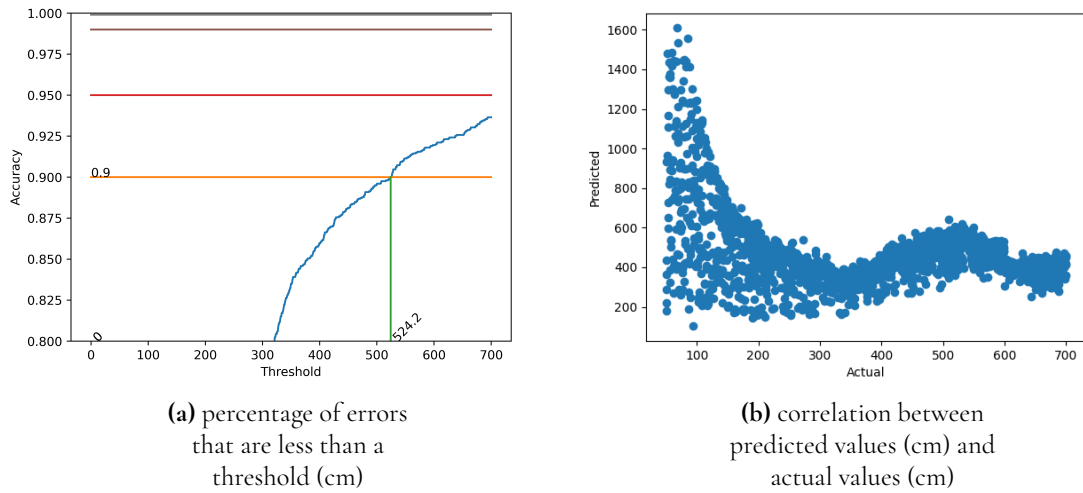 1.000
0.975
0.950
0.925
0.900
0.875
0.850
0.825
0.800
Accuracy
0.9
0
524.2
0 100 200 300 400 500 600 700
Threshold
1600
1400
1200
1000
800
600
400
200
Predicted
100 200 300 400 500 600 700
Actual
(a) percentage of errors
that are less than a
threshold (cm)
(b) correlation between
predicted values (cm) and
actual values (cm)